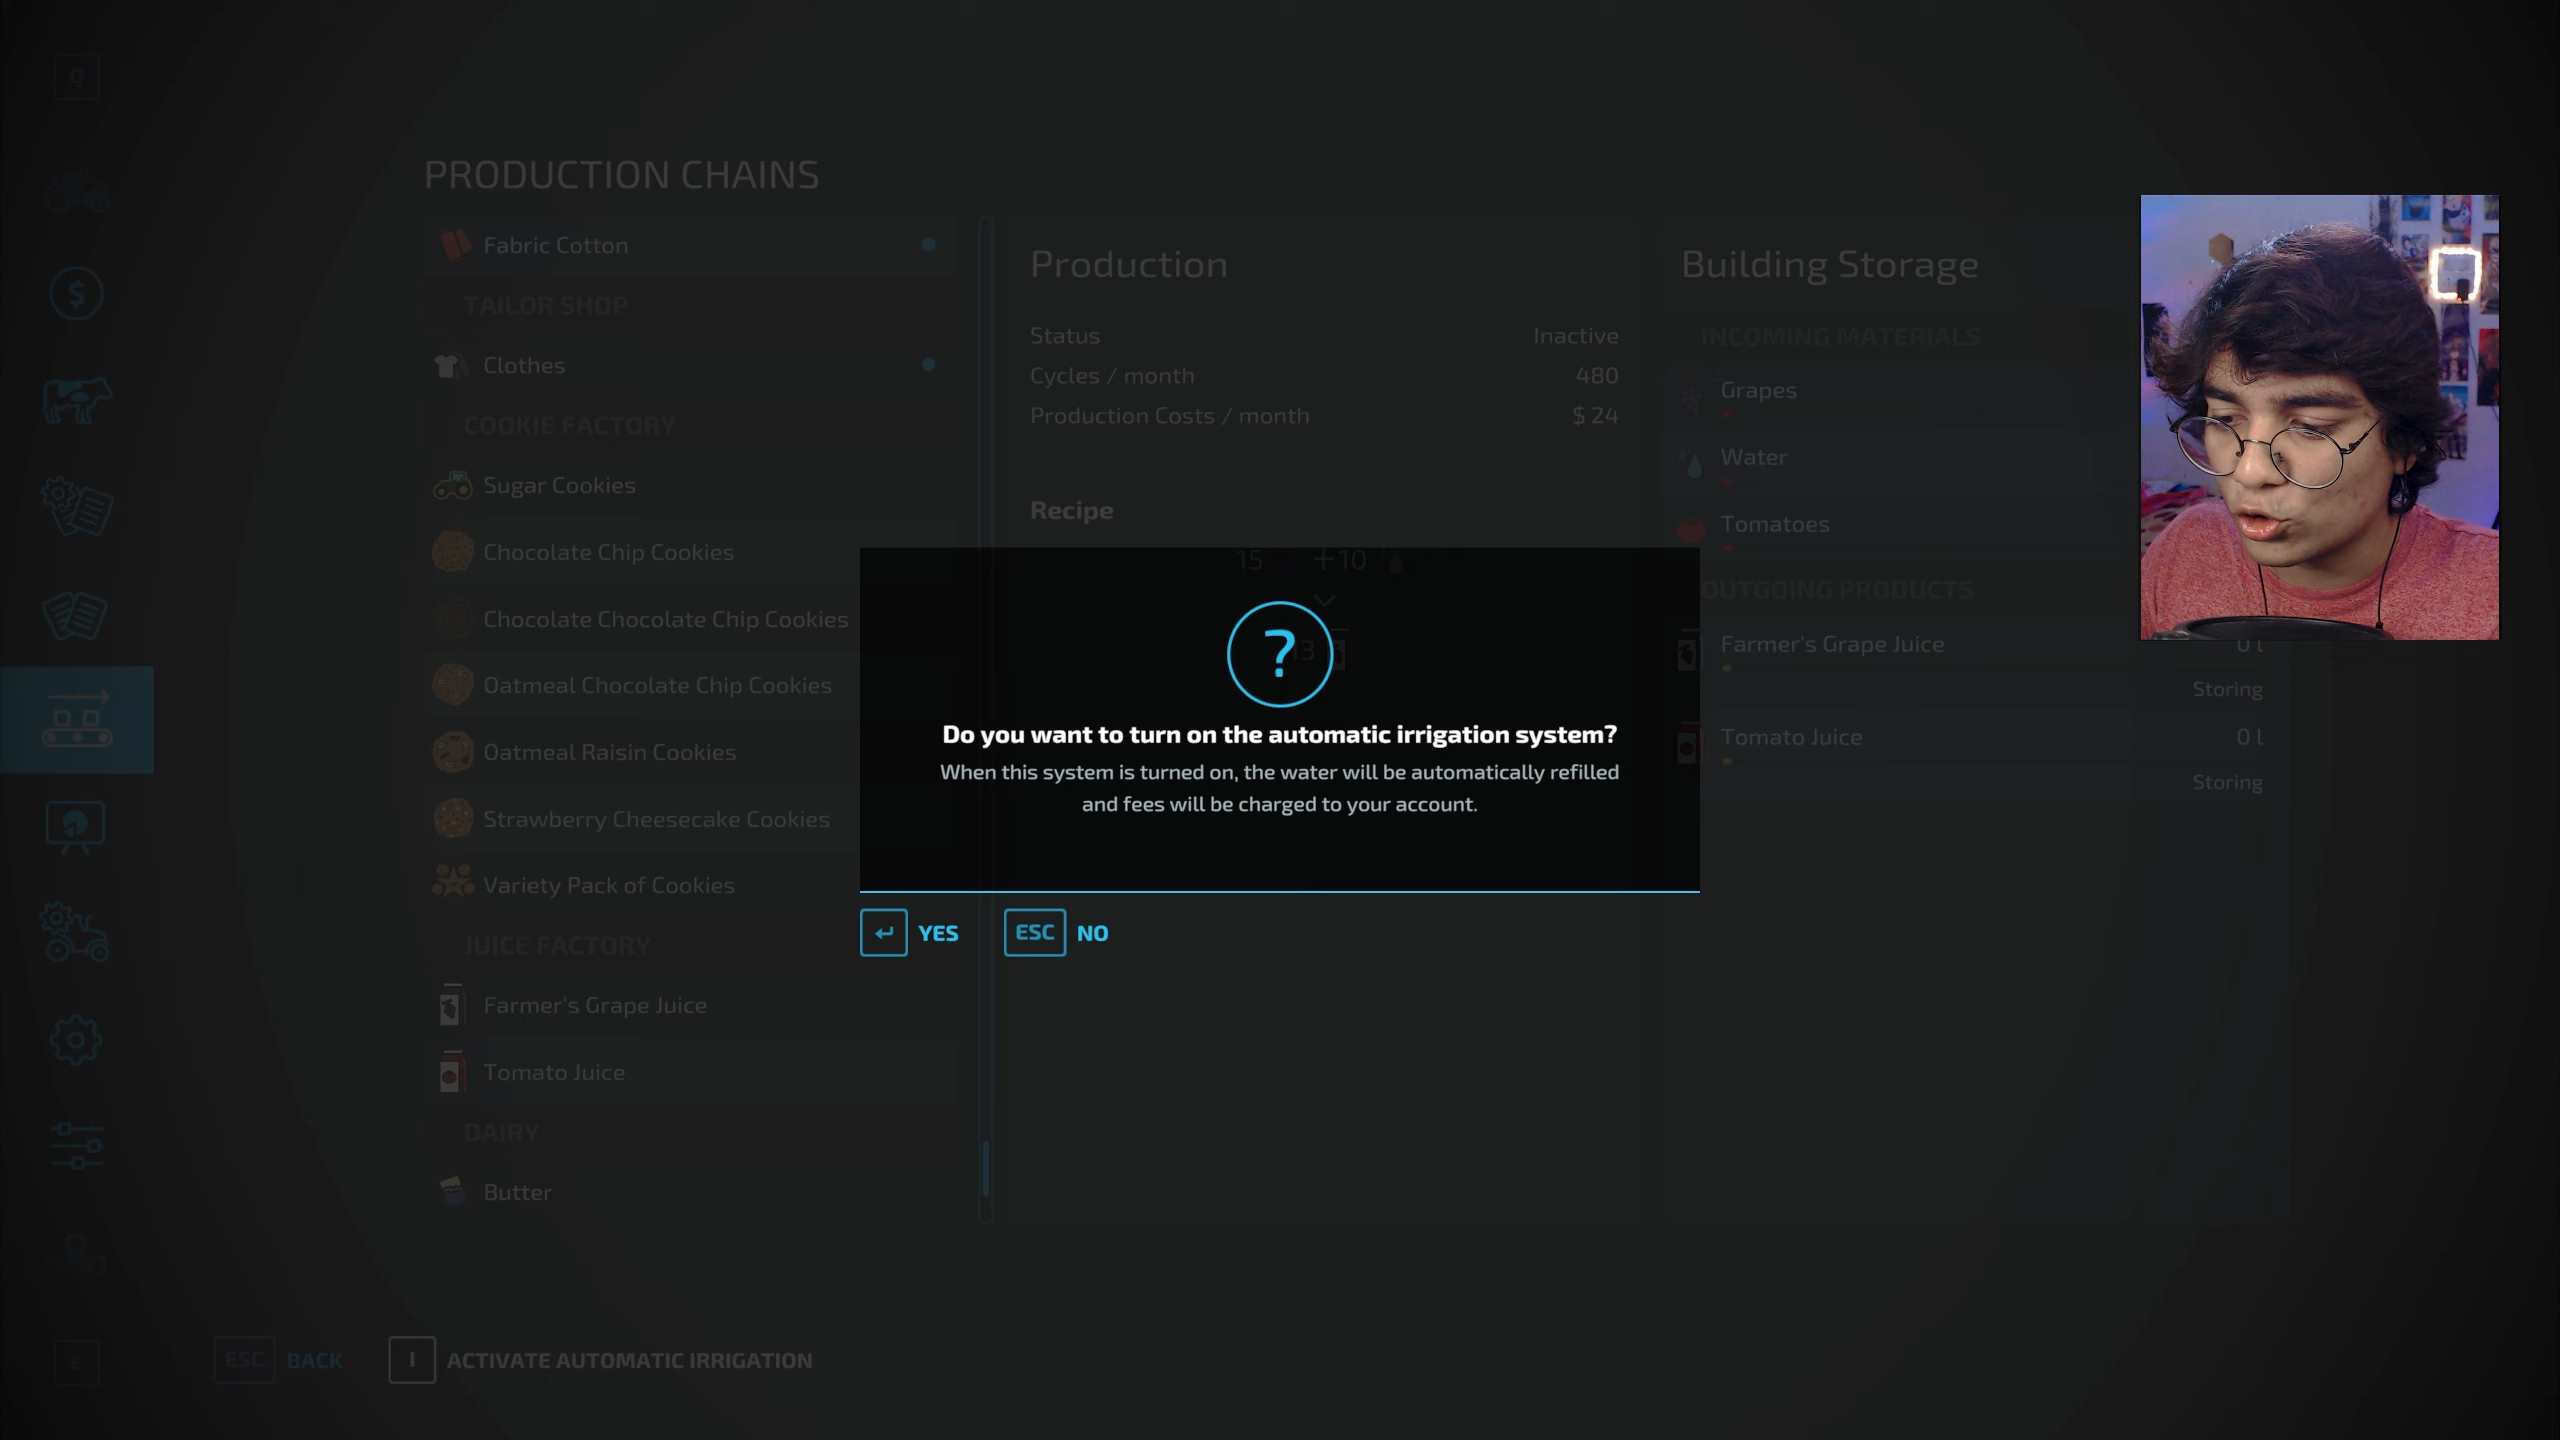 Q
PRODUCTION CHAINS
Fabric Cotton
TAILOR SHOP
Clothes
COOKIE FACTORY
Sugar Cookies
Chocolate Chip Cookies
Chocolate Chocolate Chip Cookies
Oatmeal Chocolate Chip Cookies
Oatmeal Raisin Cookies
Strawberry Cheesecake Cookies
Variety Pack of Cookies
JUICE FACTORY
Farmer's Grape Juice
Tomato Juice
DAIRY
Butter
Production
Status Inactive
Cycles / month 480
Production Costs / month $ 24
Recipe
15 +10
13
Building Storage
INCOMING MATERIALS
Grapes
Water
Tomatoes
OUTGOING PRODUCTS
Farmer's Grape Juice 0 l
Storing
Tomato Juice 0 l
Storing
?
Do you want to turn on the automatic irrigation system?
When this system is turned on, the water will be automatically refilled
and fees will be charged to your account.
YES ESC NO
E ESC BACK I ACTIVATE AUTOMATIC IRRIGATION